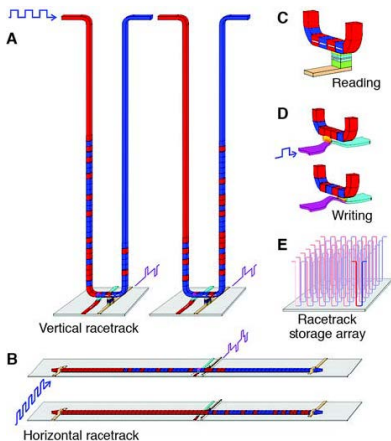 A
Vertical racetrack
B
Horizontal racetrack
C
Reading
D
Writing
E
Racetrack
storage array